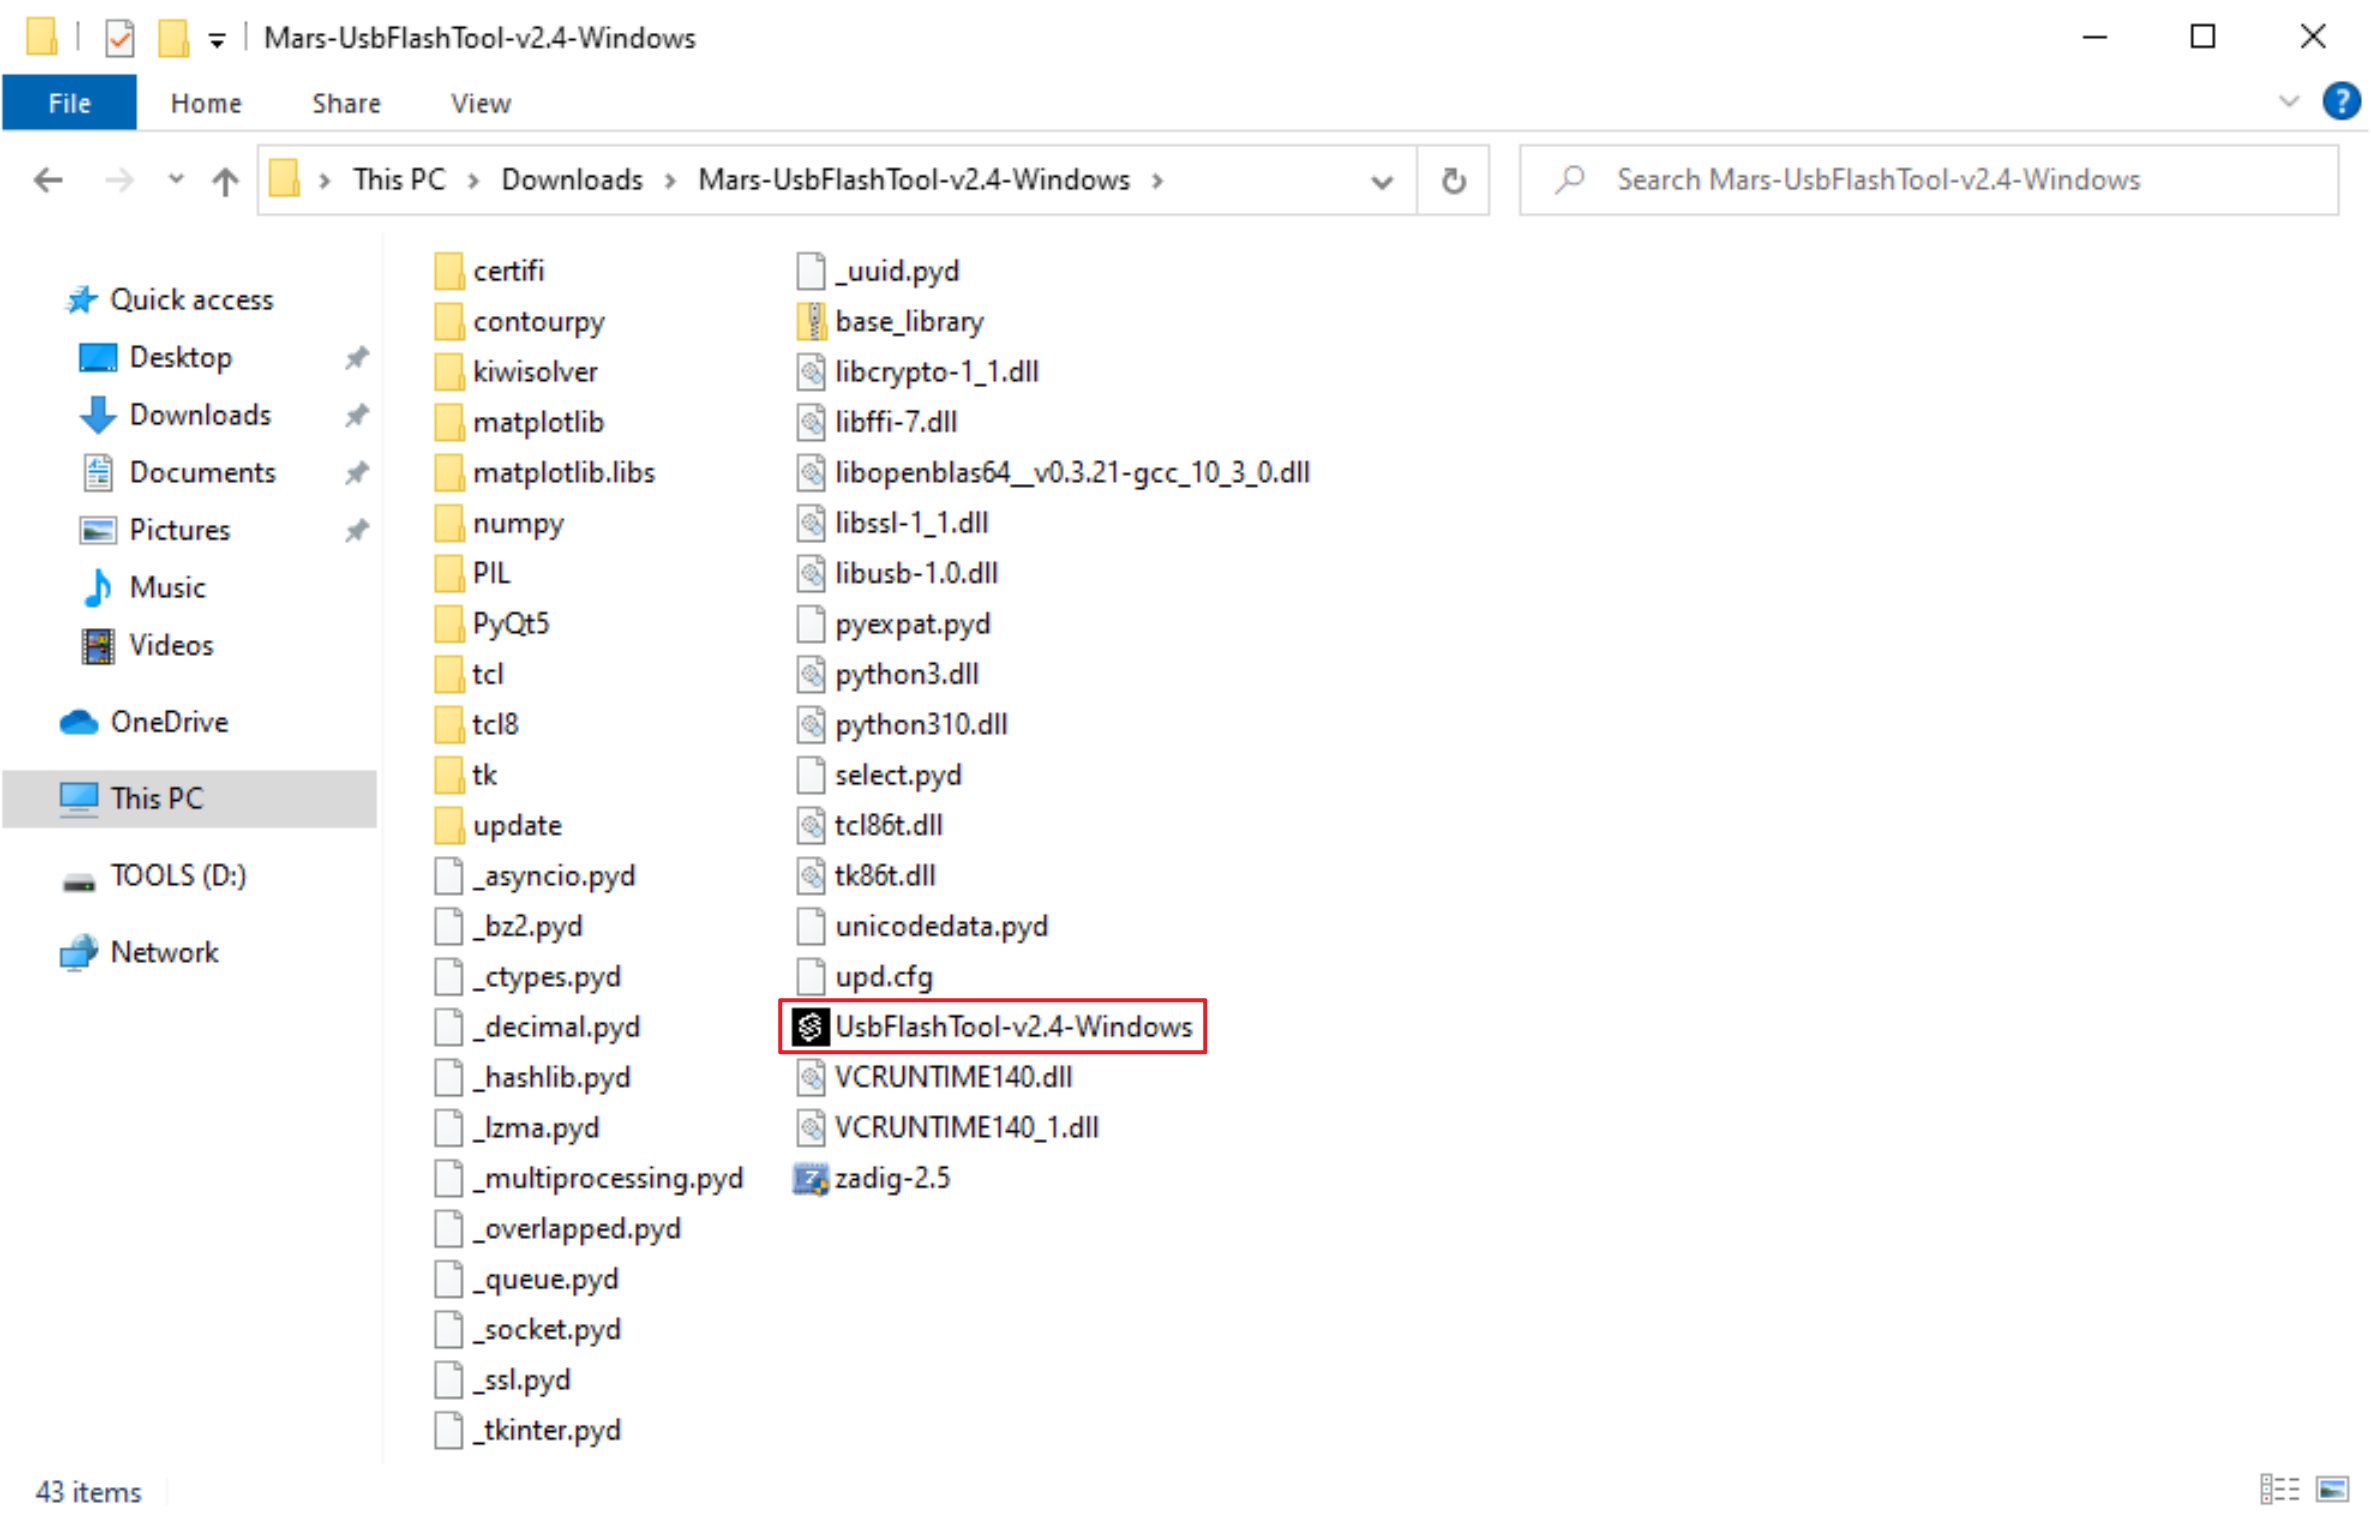 Mars-UsbFlashTool-v2.4-Windows
File Home Share View
This PC Downloads Mars-UsbFlashTool-v2.4-Windows
Search Mars-UsbFlashTool-v2.4-Windows
Quick access
Desktop
Downloads
Documents
Pictures
Music
Videos
OneDrive
This PC
TOOLS (D:)
Network
certifi
contourpy
kiwisolver
matplotlib
matplotlib.libs
numpy
PIL
PyQt5
tcl
tcl8
tk
update
_asyncio.pyd
_bz2.pyd
_ctypes.pyd
_decimal.pyd
_hashlib.pyd
_lzma.pyd
_multiprocessing.pyd
_overlapped.pyd
_queue.pyd
_socket.pyd
_ssl.pyd
_tkinter.pyd
_uuid.pyd
base_library
libcrypto-1_1.dll
libffi-7.dll
libopenblas64__v0.3.21-gcc_10_3_0.dll
libssl-1_1.dll
libusb-1.0.dll
pyexpat.pyd
python3.dll
python310.dll
select.pyd
tcl86t.dll
tk86t.dll
unicodedata.pyd
upd.cfg
UsbFlashTool-v2.4-Windows
VCRUNTIME140.dll
VCRUNTIME140_1.dll
zadig-2.5
43 items